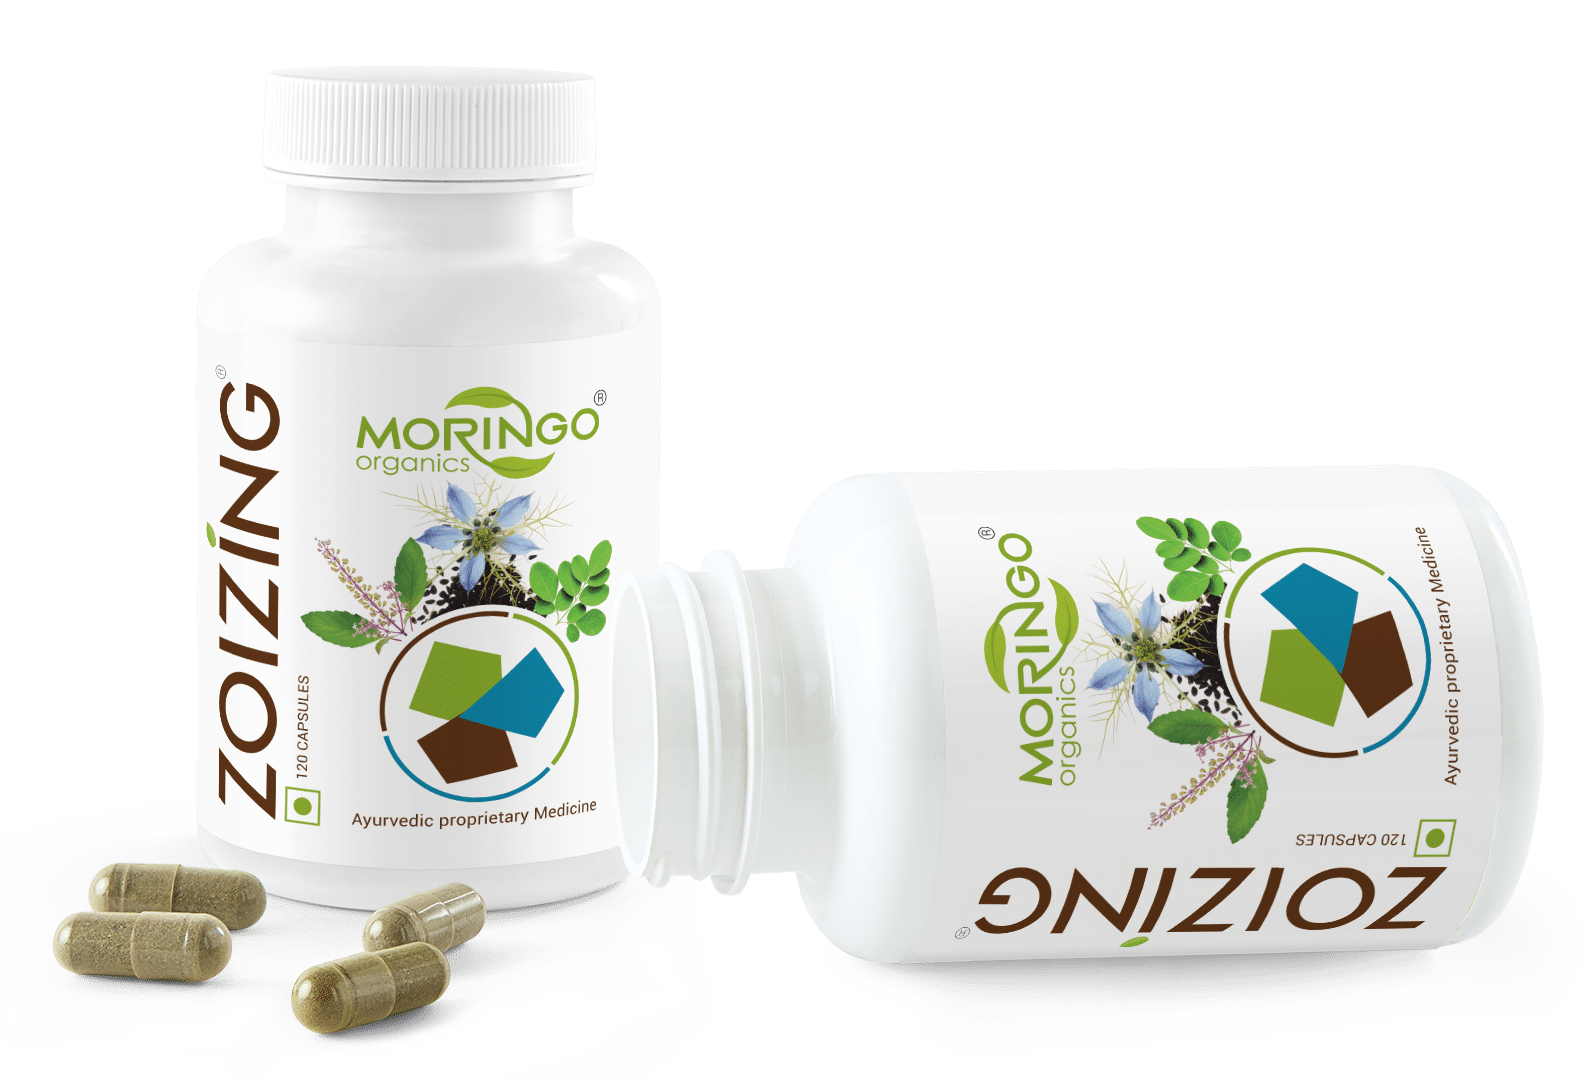 ZOIZING®
MORINGO®
organics
120 CAPSULES
Ayurvedic proprietary Medicine
MORINGO®
organics
Ayurvedic proprietary Medicine
120 CAPSULES
ZOIZING®